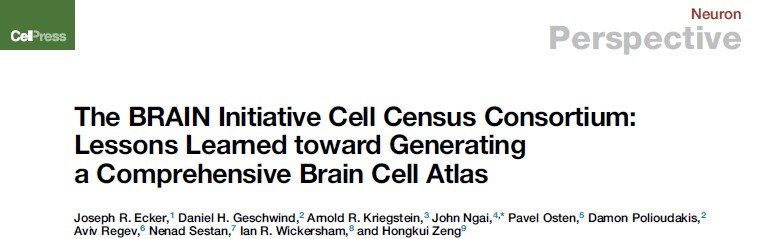 CellPress
Neuron
Perspective
The BRAIN Initiative Cell Census Consortium:
Lessons Learned toward Generating
a Comprehensive Brain Cell Atlas
Joseph R. Ecker,1 Daniel H. Geschwind,2 Arnold R. Kriegstein,3 John Ngai,4,* Pavel Osten,5 Damon Polioudakis,2
Aviv Regev,6 Nenad Sestan,7 Ian R. Wickersham,8 and Hongkui Zeng9